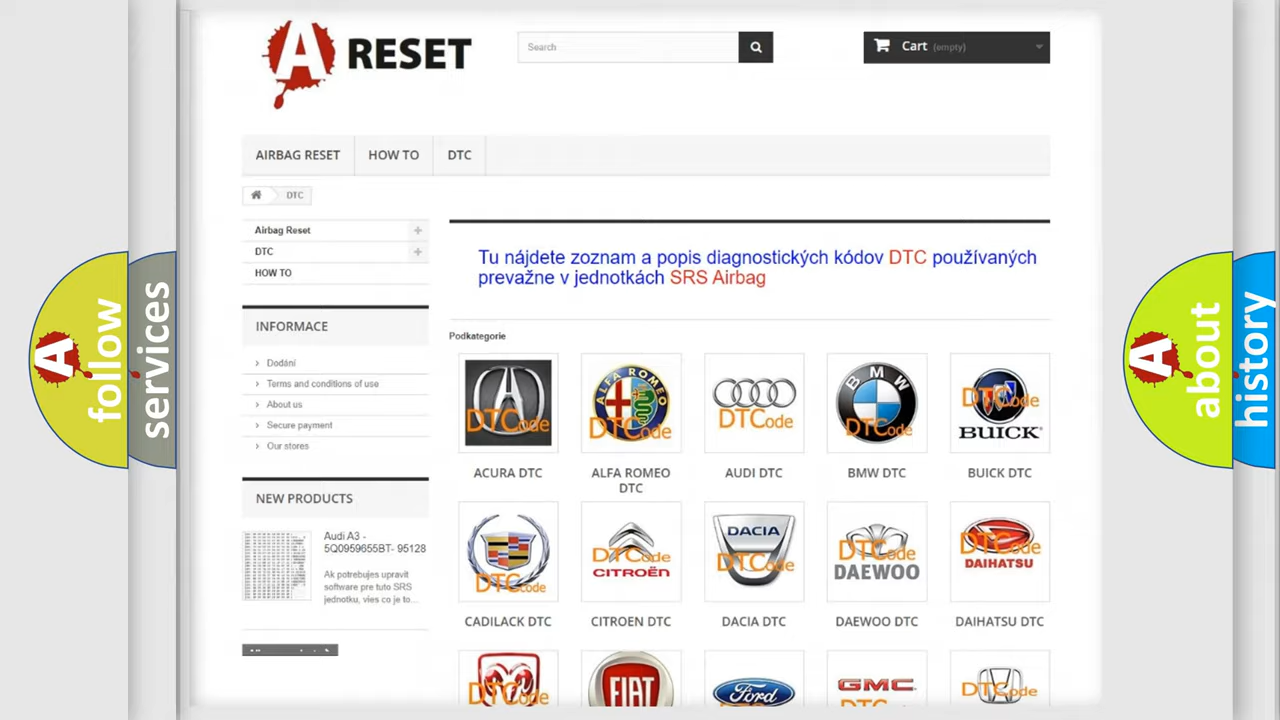 A RESET
Search
Cart (empty)
AIRBAG RESET
HOW TO
DTC
DTC
Airbag Reset
DTC
HOW TO
INFORMACE
Dodání
Terms and conditions of use
About us
Secure payment
Our stores
NEW PRODUCTS
Audi A3 -
5Q0959655BT- 95128
Ak potrebujes upravit
software pre tuto SRS
jednotku, vies co je to...
Tu nájdete zoznam a popis diagnostických kódov DTC používaných
prevažne v jednotkách SRS Airbag
Podkategorie
DTCode
ALFA ROMEO
DTCode
DTCode
BMW
DTCode
DTCode
BUICK
ACURA DTC
ALFA ROMEO
DTC
AUDI DTC
BMW DTC
BUICK DTC
DTCode
DTCode
CITROËN
DACIA
DTCode
DTCode
DAEWOO
DTCode
DAIHATSU
CADILACK DTC
CITROEN DTC
DACIA DTC
DAEWOO DTC
DAIHATSU DTC
DTCode
FIAT
Ford
GMC
DTCode
A follow
services
A about
history